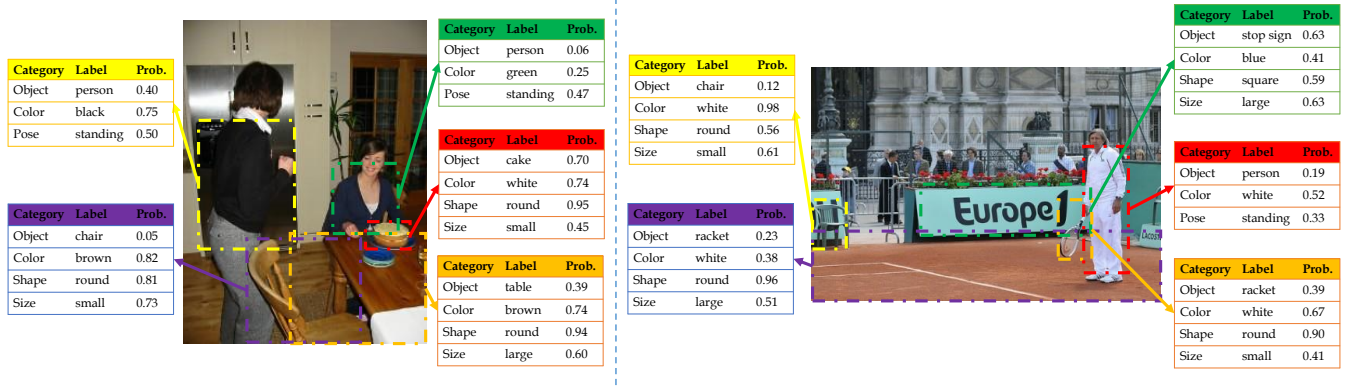 Category Label Prob.
Object person 0.40
Color black 0.75
Pose standing 0.50
Category Label Prob.
Object chair 0.05
Color brown 0.82
Shape round 0.81
Size small 0.73
Category Label Prob.
Object person 0.06
Color green 0.25
Pose standing 0.47
Category Label Prob.
Object cake 0.70
Color white 0.74
Shape round 0.95
Size small 0.45
Category Label Prob.
Object table 0.39
Color brown 0.74
Shape round 0.94
Size large 0.60
Category Label Prob.
Object chair 0.12
Color white 0.98
Shape round 0.56
Size small 0.61
Category Label Prob.
Object racket 0.23
Color white 0.38
Shape round 0.96
Size large 0.51
Europe 1
Category Label Prob.
Object stop sign 0.63
Color blue 0.41
Shape square 0.59
Size large 0.63
Category Label Prob.
Object person 0.19
Color white 0.52
Pose standing 0.33
Category Label Prob.
Object racket 0.39
Color white 0.67
Shape round 0.90
Size small 0.41